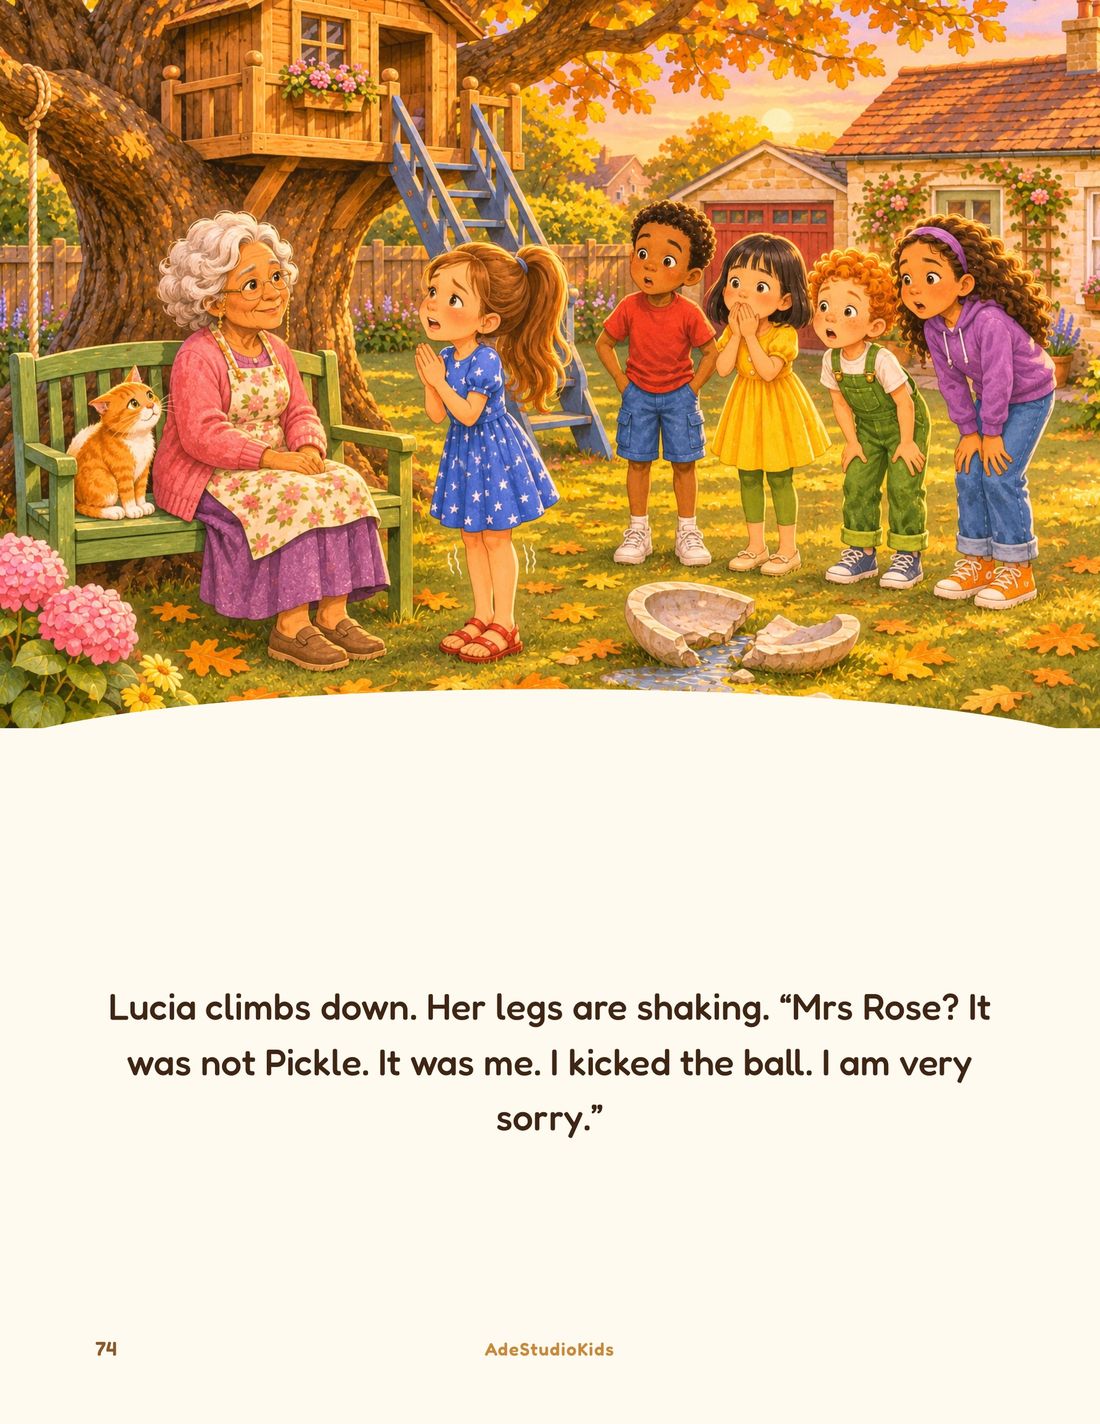 Lucia climbs down. Her legs are shaking. “Mrs Rose? It
was not Pickle. It was me. I kicked the ball. I am very
sorry.”
74
AdeStudioKids